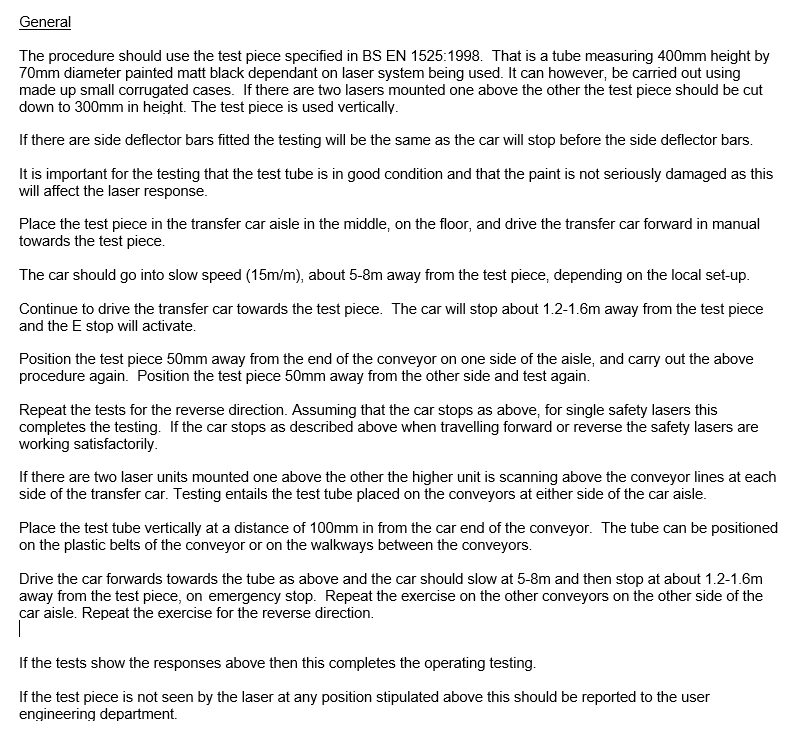 General
The procedure should use the test piece specified in BS EN 1525:1998.  That is a tube measuring 400mm height by
70mm diameter painted matt black dependant on laser system being used. It can however, be carried out using
made up small corrugated cases.  If there are two lasers mounted one above the other the test piece should be cut
down to 300mm in height. The test piece is used vertically.
If there are side deflector bars fitted the testing will be the same as the car will stop before the side deflector bars.
It is important for the testing that the test tube is in good condition and that the paint is not seriously damaged as this
will affect the laser response.
Place the test piece in the transfer car aisle in the middle, on the floor, and drive the transfer car forward in manual
towards the test piece.
The car should go into slow speed (15m/m), about 5-8m away from the test piece, depending on the local set-up.
Continue to drive the transfer car towards the test piece.  The car will stop about 1.2-1.6m away from the test piece
and the E stop will activate.
Position the test piece 50mm away from the end of the conveyor on one side of the aisle, and carry out the above
procedure again.  Position the test piece 50mm away from the other side and test again.
Repeat the tests for the reverse direction. Assuming that the car stops as above, for single safety lasers this
completes the testing.  If the car stops as described above when travelling forward or reverse the safety lasers are
working satisfactorily.
If there are two laser units mounted one above the other the higher unit is scanning above the conveyor lines at each
side of the transfer car. Testing entails the test tube placed on the conveyors at either side of the car aisle.
Place the test tube vertically at a distance of 100mm in from the car end of the conveyor.  The tube can be positioned
on the plastic belts of the conveyor or on the walkways between the conveyors.
Drive the car forwards towards the tube as above and the car should slow at 5-8m and then stop at about 1.2-1.6m
away from the test piece, on emergency stop.  Repeat the exercise on the other conveyors on the other side of the
car aisle. Repeat the exercise for the reverse direction.
If the tests show the responses above then this completes the operating testing.
If the test piece is not seen by the laser at any position stipulated above this should be reported to the user
engineering department.